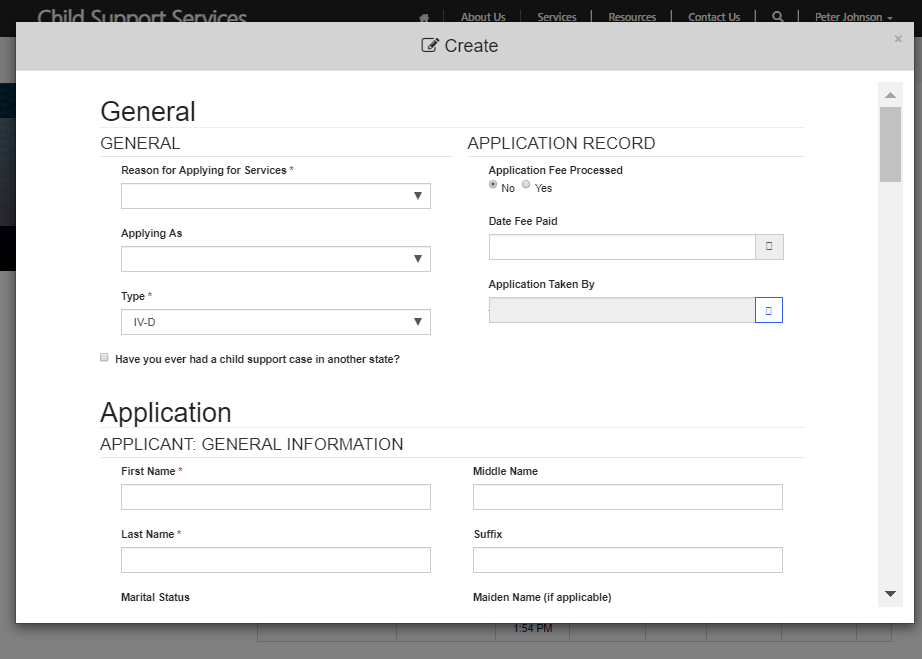 Child Support Services
About Us
Services
Resources
Contact Us
Peter Johnson
Create
×
General
GENERAL
APPLICATION RECORD
Reason for Applying for Services *
Application Fee Processed
No Yes
Applying As
Date Fee Paid
Type *
IV-D
Application Taken By
Have you ever had a child support case in another state?
Application
APPLICANT: GENERAL INFORMATION
First Name *
Middle Name
Last Name *
Suffix
Marital Status
Maiden Name (if applicable)
1:54 PM